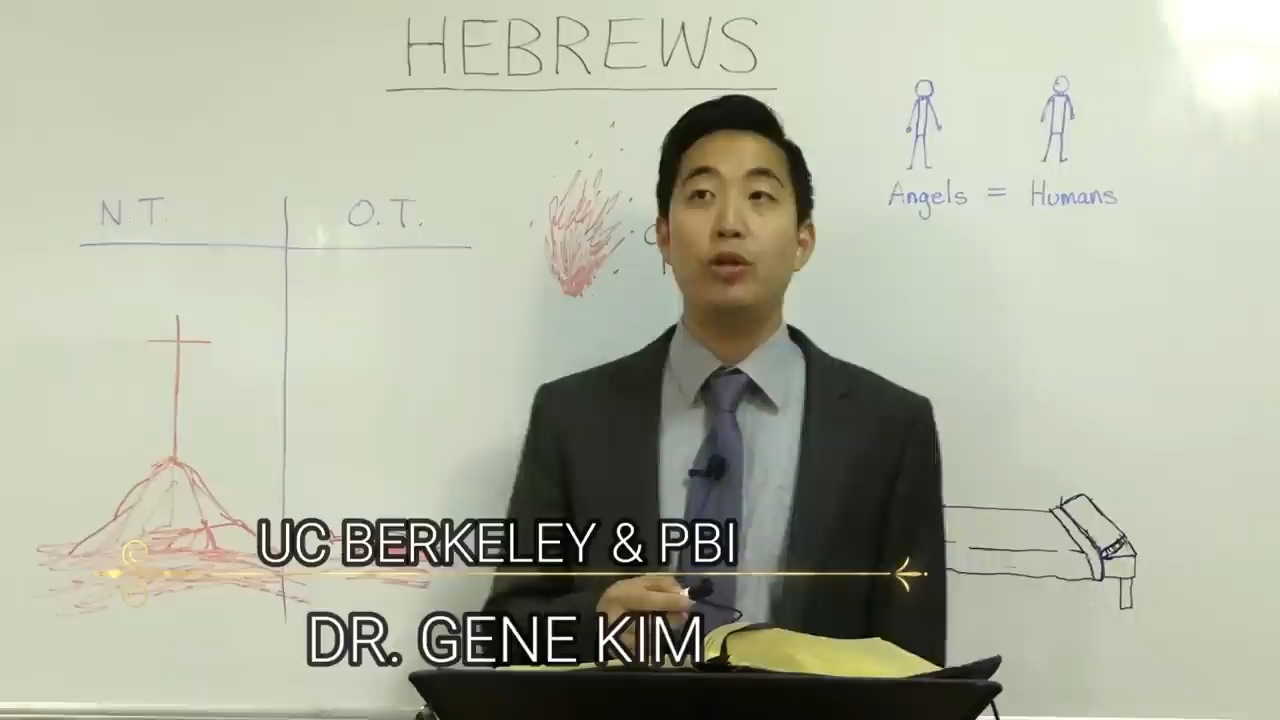 HEBREWS
N.T.
O.T.
Angels = Humans
UC BERKELEY & PBI
DR. GENE KIM